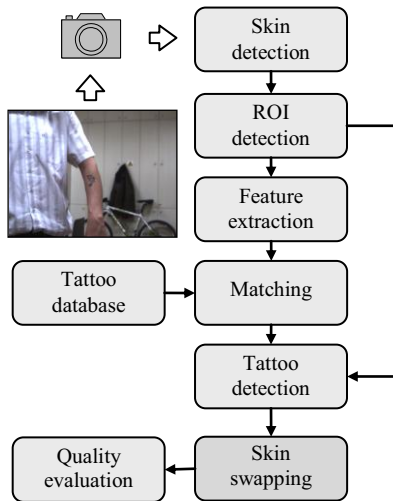 Skin
detection
ROI
detection
Feature
extraction
Tattoo
database
Matching
Tattoo
detection
Quality
evaluation
Skin
swapping